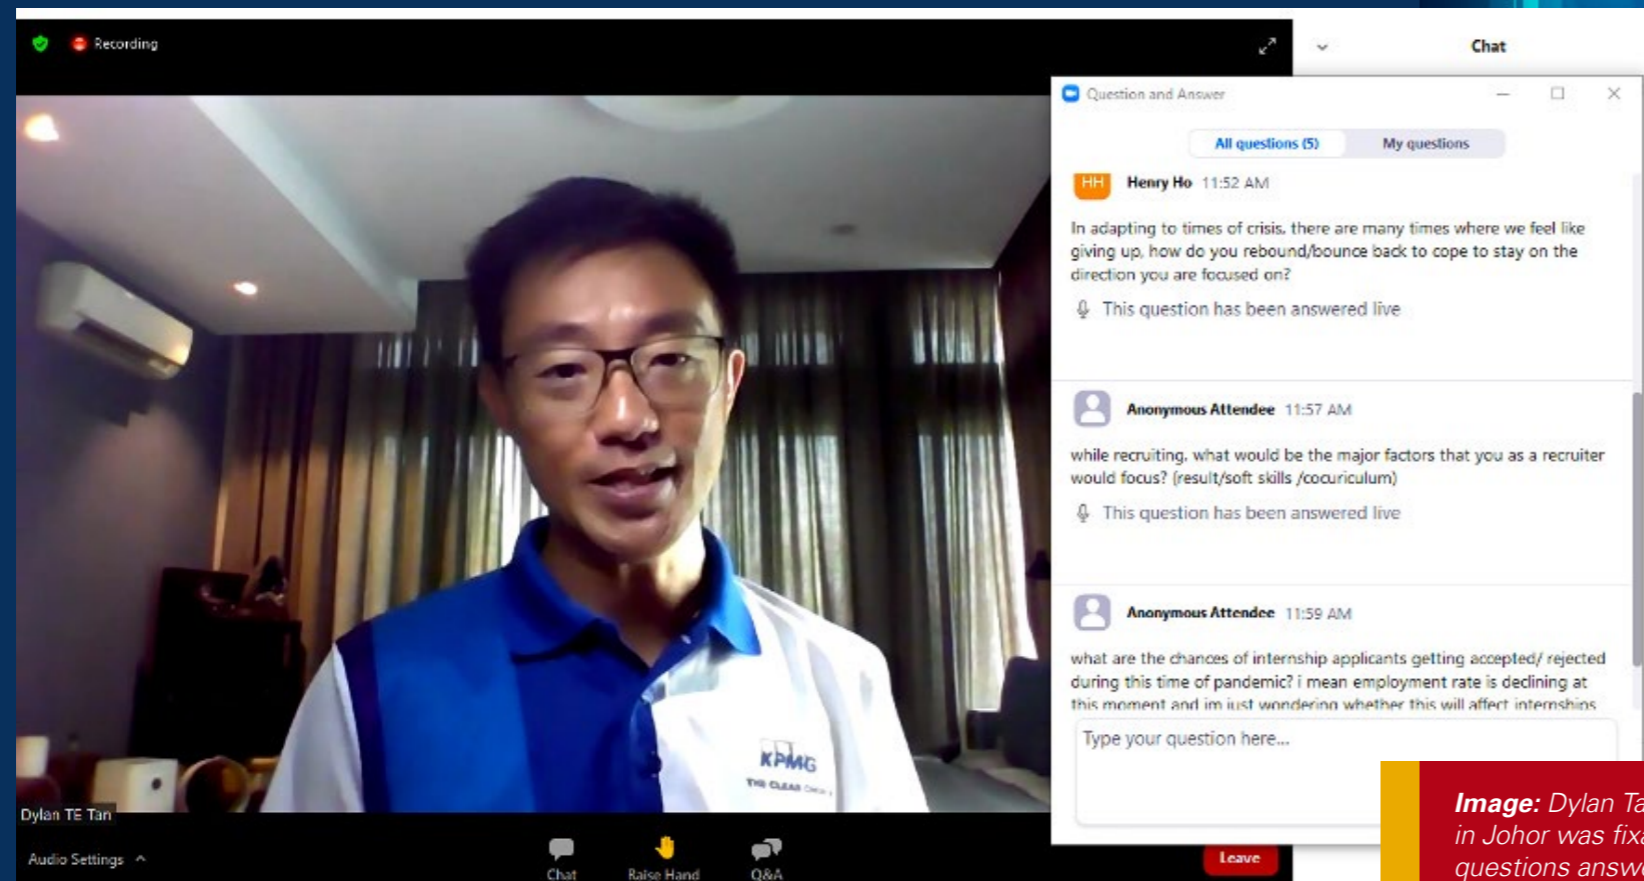 Recording
Chat
Question and Answer
All questions (5) My questions
HH Henry Ho 11:52 AM
In adapting to times of crisis, there are many times where we feel like
giving up, how do you rebound/bounce back to cope to stay on the
direction you are focused on?
This question has been answered live
Anonymous Attendee 11:57 AM
while recruiting, what would be the major factors that you as a recruiter
would focus? (result/soft skills /cocuriculum)
This question has been answered live
Anonymous Attendee 11:59 AM
what are the chances of internship applicants getting accepted/ rejected
during this time of pandemic? i mean employment rate is declining at
this moment and im just wondering whether this will affect internships
Type your question here...
KPMG
THE CLEAR
Dylan TE Tan
Audio Settings
Chat Raise Hand Q&A
Leave
Image: Dylan Ta
in Johor was fixa
questions answe